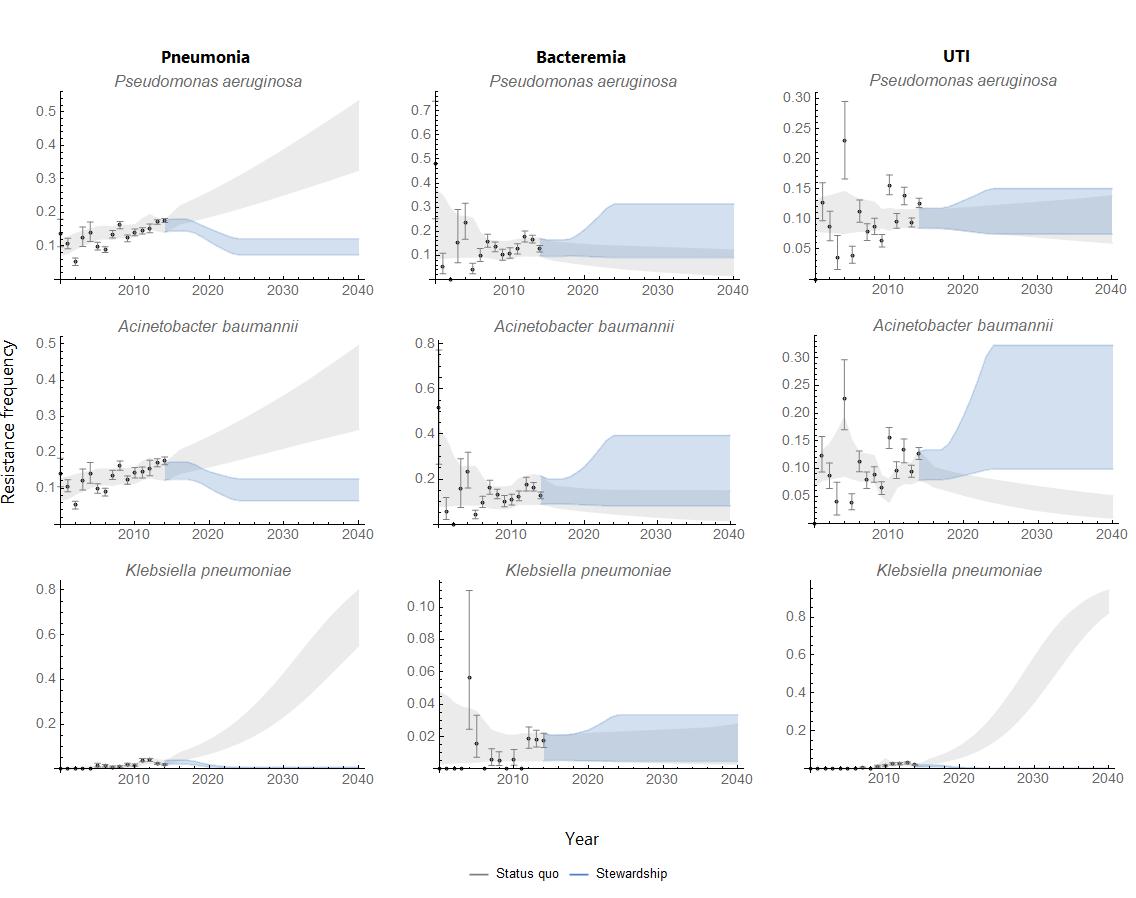 Pneumonia
Bacteremia
UTI
Pseudomonas aeruginosa
Pseudomonas aeruginosa
Pseudomonas aeruginosa
0.5
0.4
0.3
0.2
0.1
2010 2020 2030 2040
0.7
0.6
0.5
0.4
0.3
0.2
0.1
2010 2020 2030 2040
0.30
0.25
0.20
0.15
0.10
0.05
2010 2020 2030 2040
Resistance frequency
Acinetobacter baumannii
Acinetobacter baumannii
Acinetobacter baumannii
0.5
0.4
0.3
0.2
0.1
2010 2020 2030 2040
0.8
0.6
0.4
0.2
2010 2020 2030 2040
0.30
0.25
0.20
0.15
0.10
0.05
2010 2020 2030 2040
Klebsiella pneumoniae
Klebsiella pneumoniae
Klebsiella pneumoniae
0.8
0.6
0.4
0.2
2010 2020 2030 2040
0.10
0.08
0.06
0.04
0.02
2010 2020 2030 2040
0.8
0.6
0.4
0.2
2010 2020 2030 2040
Year
Status quo Stewardship